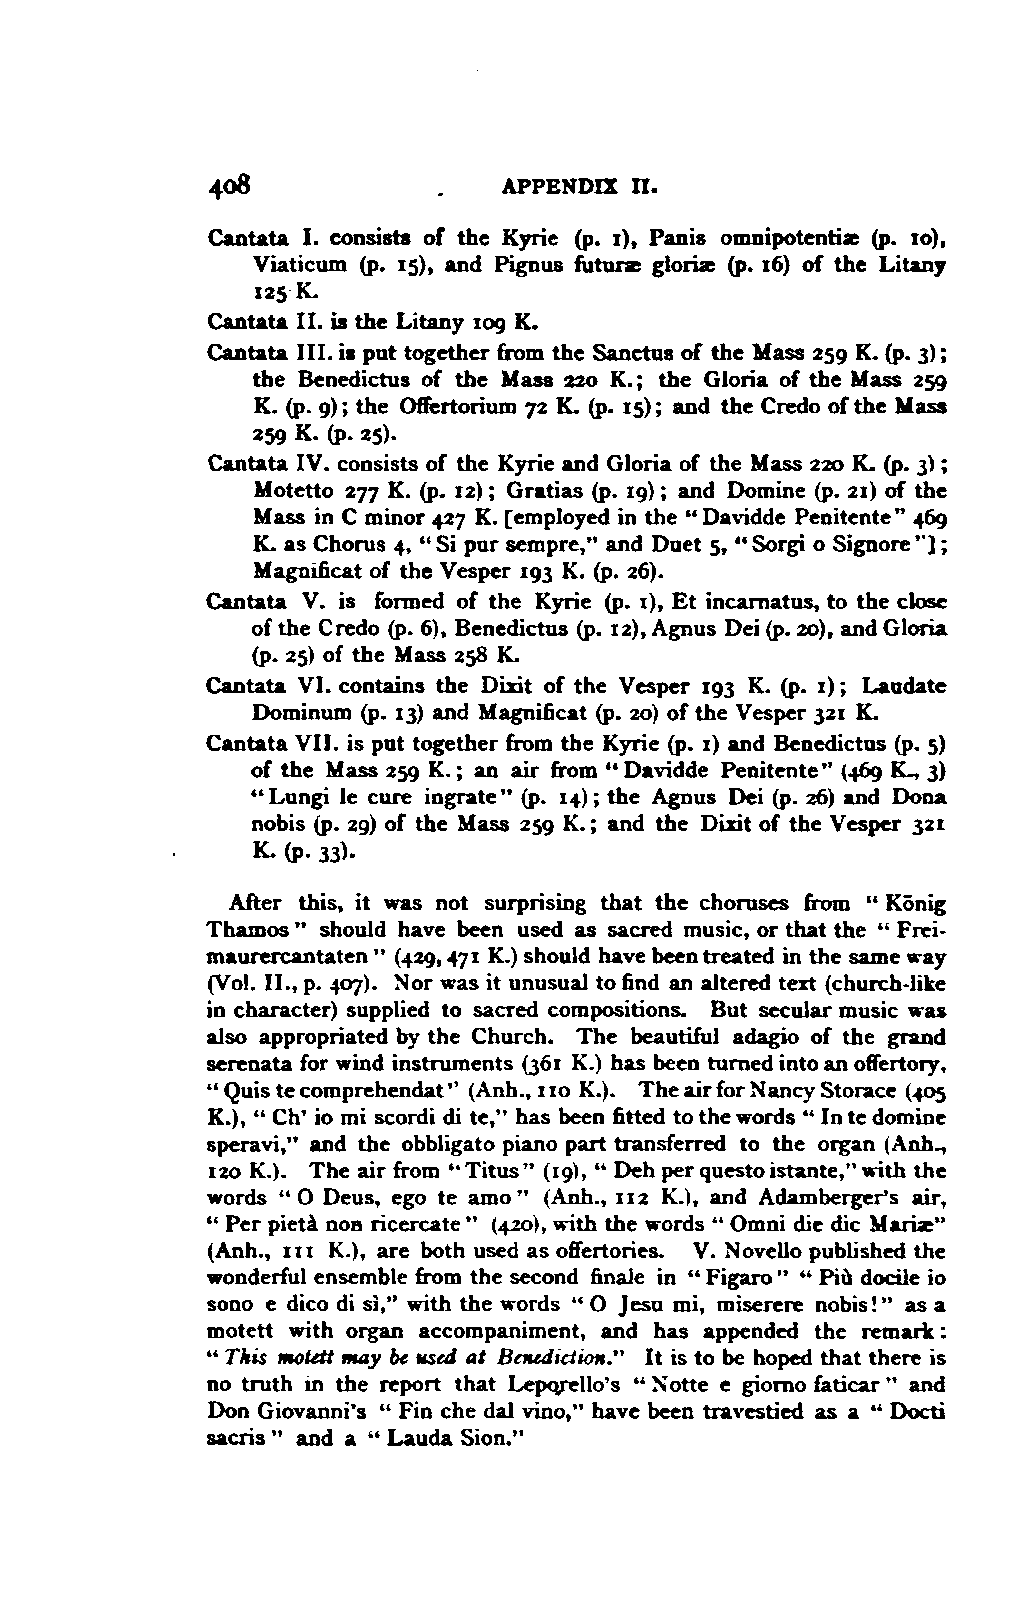 408 APPENDIX II.
Cantata I. consists of the Kyrie (p. 1), Panis omnipotentiæ (p. 10),
Viaticum (p. 15), and Pignus futuræ gloriæ (p. 16) of the Litany
125 K.
Cantata II. is the Litany 109 K.
Cantata III. is put together from the Sanctus of the Mass 259 K. (p. 3);
the Benedictus of the Mass 220 K.; the Gloria of the Mass 259
K. (p. 9); the Offertorium 72 K. (p. 15); and the Credo of the Mass
259 K. (p. 25).
Cantata IV. consists of the Kyrie and Gloria of the Mass 220 K. (p. 3);
Motetto 277 K. (p. 12); Gratias (p. 19); and Domine (p. 21) of the
Mass in C minor 427 K. [employed in the "Davidde Penitente" 469
K. as Chorus 4, "Si pur sempre," and Duet 5, "Sorgi o Signore"];
Magnificat of the Vesper 193 K. (p. 26).
Cantata V. is formed of the Kyrie (p. 1), Et incarnatus, to the close
of the Credo (p. 6), Benedictus (p. 12), Agnus Dei (p. 20), and Gloria
(p. 25) of the Mass 258 K.
Cantata VI. contains the Dixit of the Vesper 193 K. (p. 1); Laudate
Dominum (p. 13) and Magnificat (p. 20) of the Vesper 321 K.
Cantata VII. is put together from the Kyrie (p. 1) and Benedictus (p. 5)
of the Mass 259 K.; an air from "Davidde Penitente" (469 K., 3)
"Lungi le cure ingrate" (p. 14); the Agnus Dei (p. 26) and Dona
nobis (p. 29) of the Mass 259 K.; and the Dixit of the Vesper 321
K. (p. 33).
After this, it was not surprising that the choruses from "König
Thamos" should have been used as sacred music, or that the "Frei-
maurercantaten" (429, 471 K.) should have been treated in the same way
(Vol. II., p. 407). Nor was it unusual to find an altered text (church-like
in character) supplied to sacred compositions. But secular music was
also appropriated by the Church. The beautiful adagio of the grand
serenata for wind instruments (361 K.) has been turned into an offertory,
"Quis te comprehendat" (Anh., 110 K.). The air for Nancy Storace (405
K.), "Ch' io mi scordi di te," has been fitted to the words "In te domine
speravi," and the obbligato piano part transferred to the organ (Anh.,
120 K.). The air from "Titus" (19), "Deh per questo istante," with the
words "O Deus, ego te amo" (Anh., 112 K.), and Adamberger's air,
"Per pietà non ricercate" (420), with the words "Omni die dic Mariæ"
(Anh., 111 K.), are both used as offertories. V. Novello published the
wonderful ensemble from the second finale in "Figaro" "Più docile io
sono e dico di sì," with the words "O Jesu mi, miserere nobis!" as a
motett with organ accompaniment, and has appended the remark:
"This motett may be used at Benediction." It is to be hoped that there is
no truth in the report that Leporello's "Notte e giorno faticar" and
Don Giovanni's "Fin che dal vino," have been travestied as a "Docti
sacris" and a "Lauda Sion."